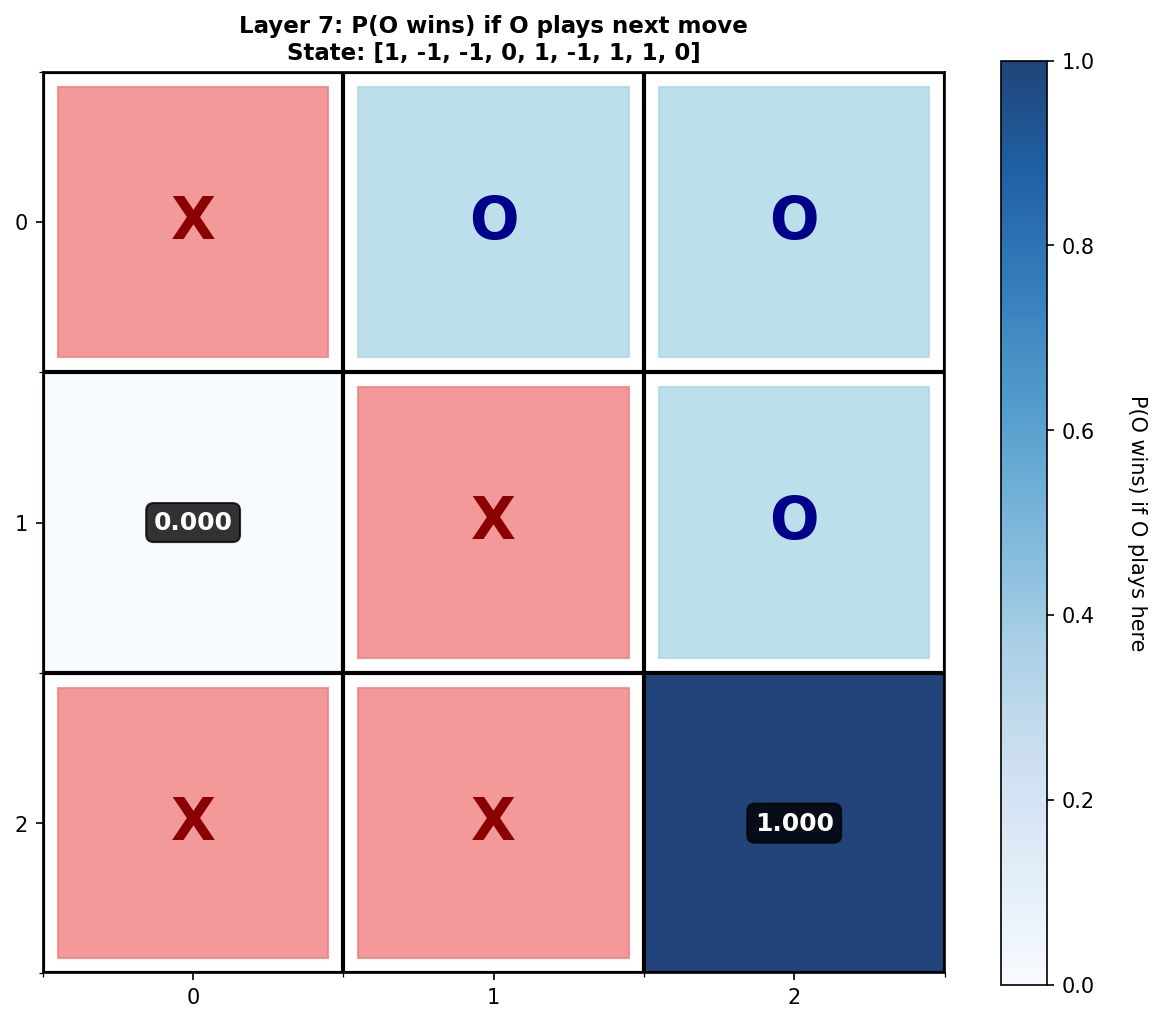 Layer 7: P(O wins) if O plays next move
State: [1, -1, -1, 0, 1, -1, 1, 1, 0]
X O O
0.000 X O
X X 1.000
0
1
2
0 1 2
1.0
0.8
0.6
0.4
0.2
0.0
P(O wins) if O plays here